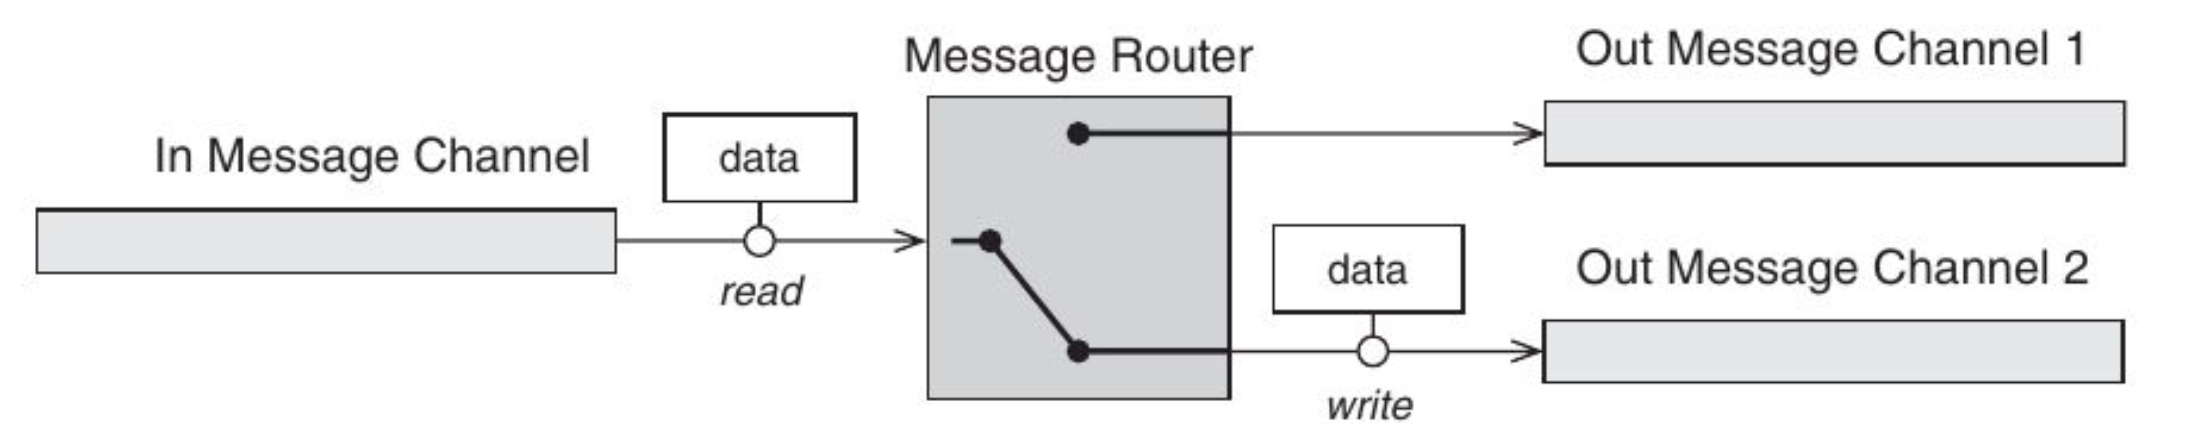 Message Router
Out Message Channel 1
In Message Channel
data
read
data
Out Message Channel 2
write